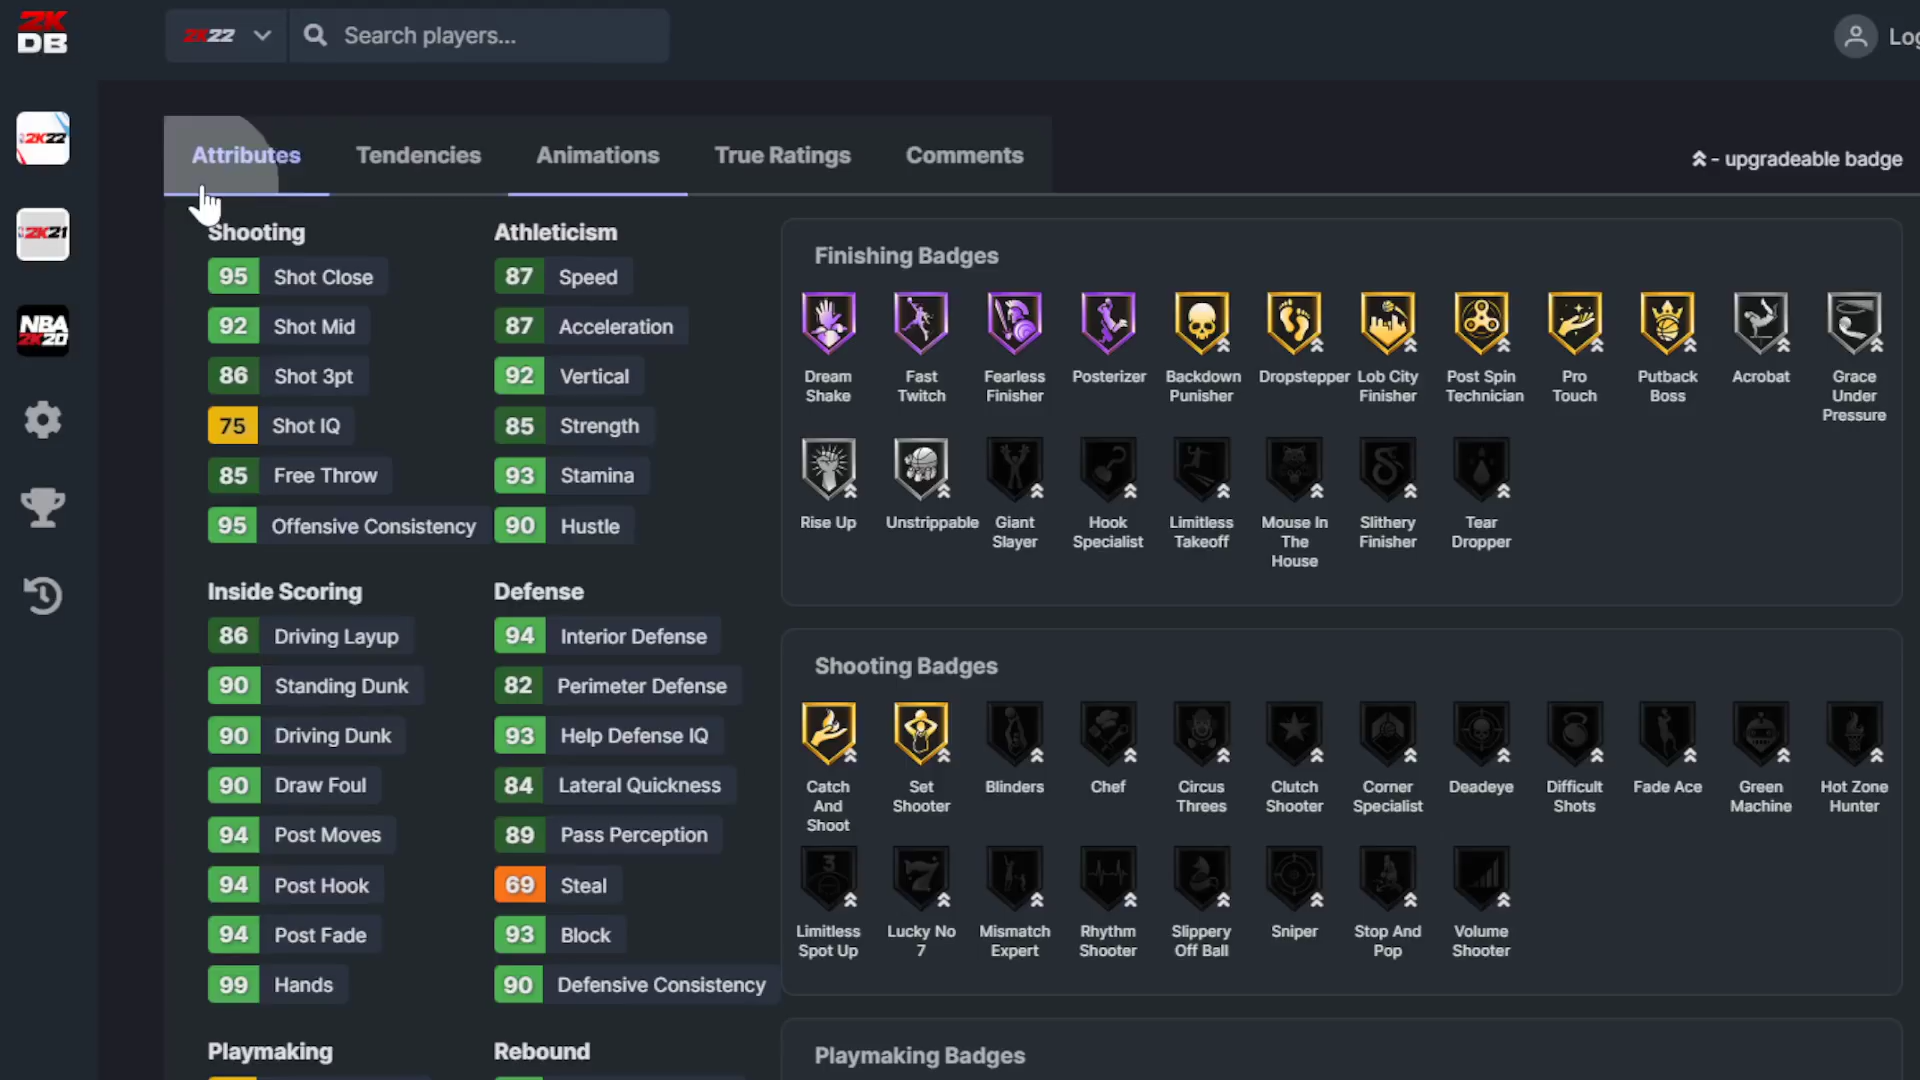 2K
DB
2K22
Search players...
Log
2K22
2K21
NBA
2K20
Attributes
Tendencies
Animations
True Ratings
Comments
- upgradeable badge
Shooting
95 Shot Close
92 Shot Mid
86 Shot 3pt
75 Shot IQ
85 Free Throw
95 Offensive Consistency
Athleticism
87 Speed
87 Acceleration
92 Vertical
85 Strength
93 Stamina
90 Hustle
Inside Scoring
86 Driving Layup
90 Standing Dunk
90 Driving Dunk
90 Draw Foul
94 Post Moves
94 Post Hook
94 Post Fade
99 Hands
Defense
94 Interior Defense
82 Perimeter Defense
93 Help Defense IQ
84 Lateral Quickness
89 Pass Perception
69 Steal
93 Block
90 Defensive Consistency
Playmaking
Rebound
Finishing Badges
Dream
Shake
Fast
Twitch
Fearless
Finisher
Posterizer
Backdown
Punisher
Dropstepper
Lob City
Finisher
Post Spin
Technician
Pro
Touch
Putback
Boss
Acrobat
Grace
Under
Pressure
Rise Up
Unstrippable
Giant
Slayer
Hook
Specialist
Limitless
Takeoff
Mouse In
The
House
Slithery
Finisher
Tear
Dropper
Shooting Badges
Catch
And
Shoot
Set
Shooter
Blinders
Chef
Circus
Threes
Clutch
Shooter
Corner
Specialist
Deadeye
Difficult
Shots
Fade Ace
Green
Machine
Hot Zone
Hunter
3
7
Limitless
Spot Up
Lucky No
7
Mismatch
Expert
Rhythm
Shooter
Slippery
Off Ball
Sniper
Stop And
Pop
Volume
Shooter
Playmaking Badges